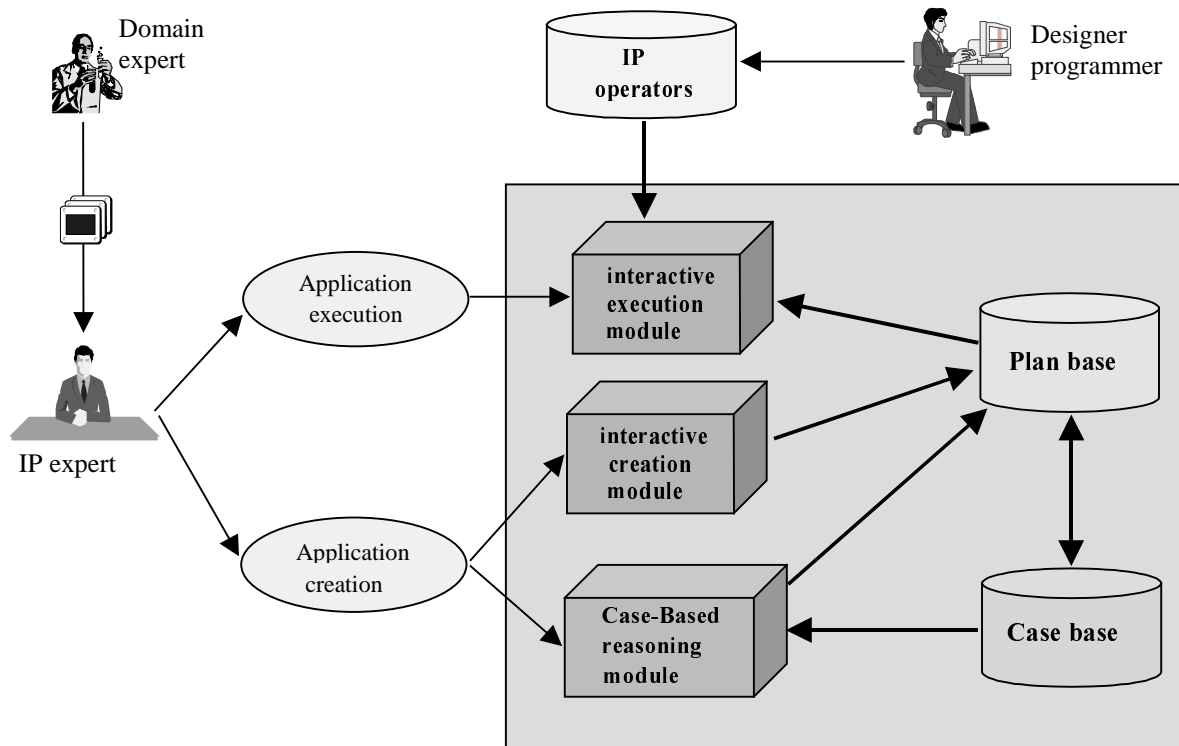 Domain
expert
IP
operators
Designer
programmer
Application
execution
interactive
execution
module
Plan base
IP expert
interactive
creation
module
Application
creation
Case-Based
reasoning
module
Case base